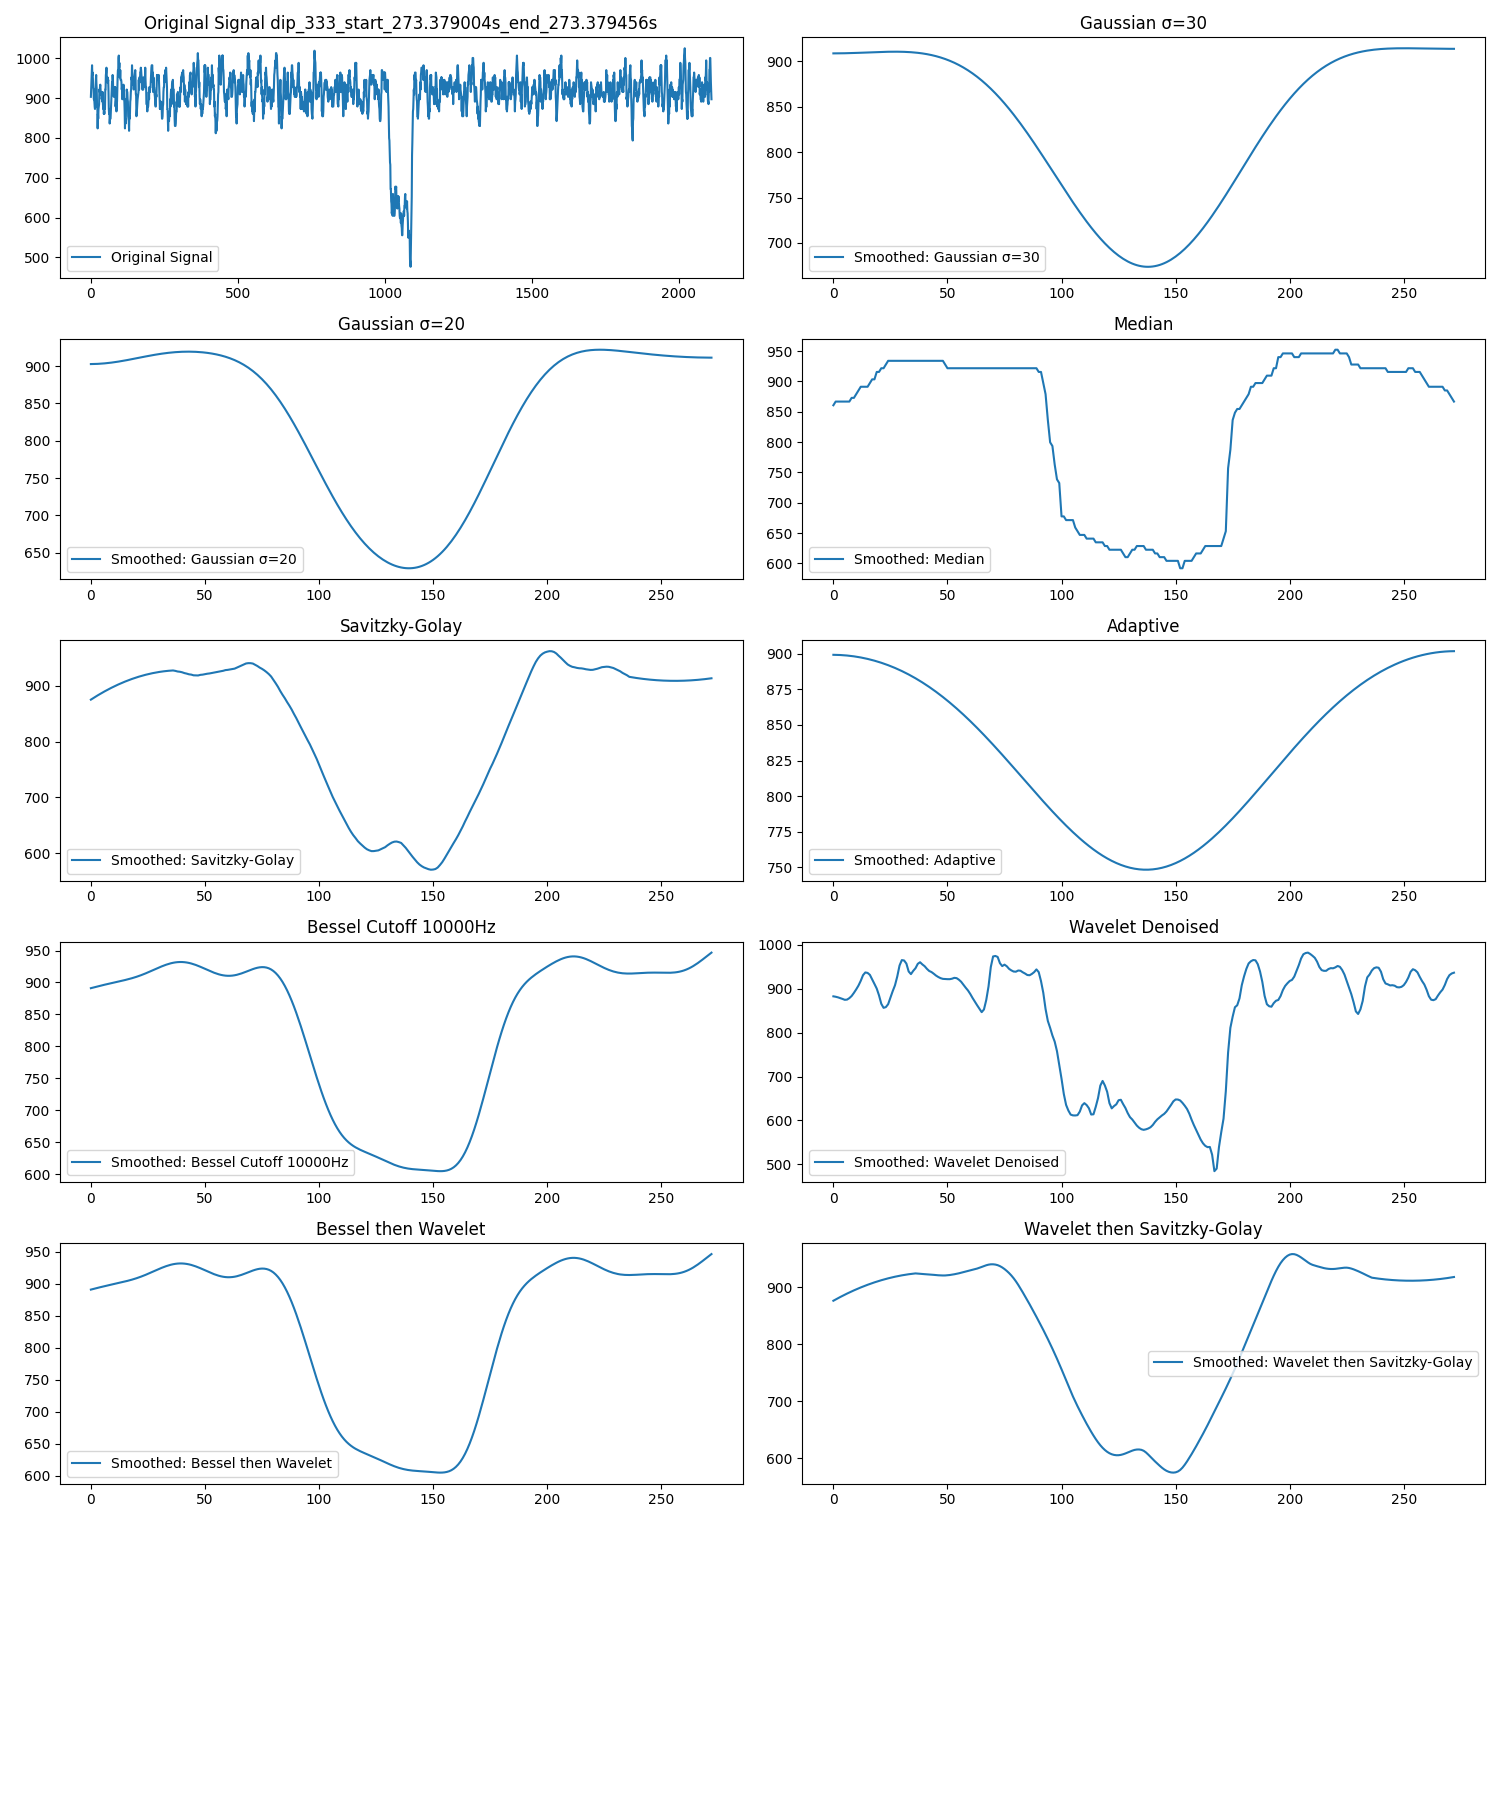 Original Signal dip_333_start_273.379004s_end_273.379456s
1000
900
800
700
600
500
Original Signal
0 500 1000 1500 2000
Gaussian σ=30
900
850
800
750
700
Smoothed: Gaussian σ=30
0 50 100 150 200 250
Gaussian σ=20
900
850
800
750
700
650
Smoothed: Gaussian σ=20
0 50 100 150 200 250
Median
950
900
850
800
750
700
650
600
Smoothed: Median
0 50 100 150 200 250
Savitzky-Golay
900
800
700
600
Smoothed: Savitzky-Golay
0 50 100 150 200 250
Adaptive
900
875
850
825
800
775
750
Smoothed: Adaptive
0 50 100 150 200 250
Bessel Cutoff 10000Hz
950
900
850
800
750
700
650
600
Smoothed: Bessel Cutoff 10000Hz
0 50 100 150 200 250
Wavelet Denoised
1000
900
800
700
600
500
Smoothed: Wavelet Denoised
0 50 100 150 200 250
Bessel then Wavelet
950
900
850
800
750
700
650
600
Smoothed: Bessel then Wavelet
0 50 100 150 200 250
Wavelet then Savitzky-Golay
900
800
700
600
Smoothed: Wavelet then Savitzky-Golay
0 50 100 150 200 250